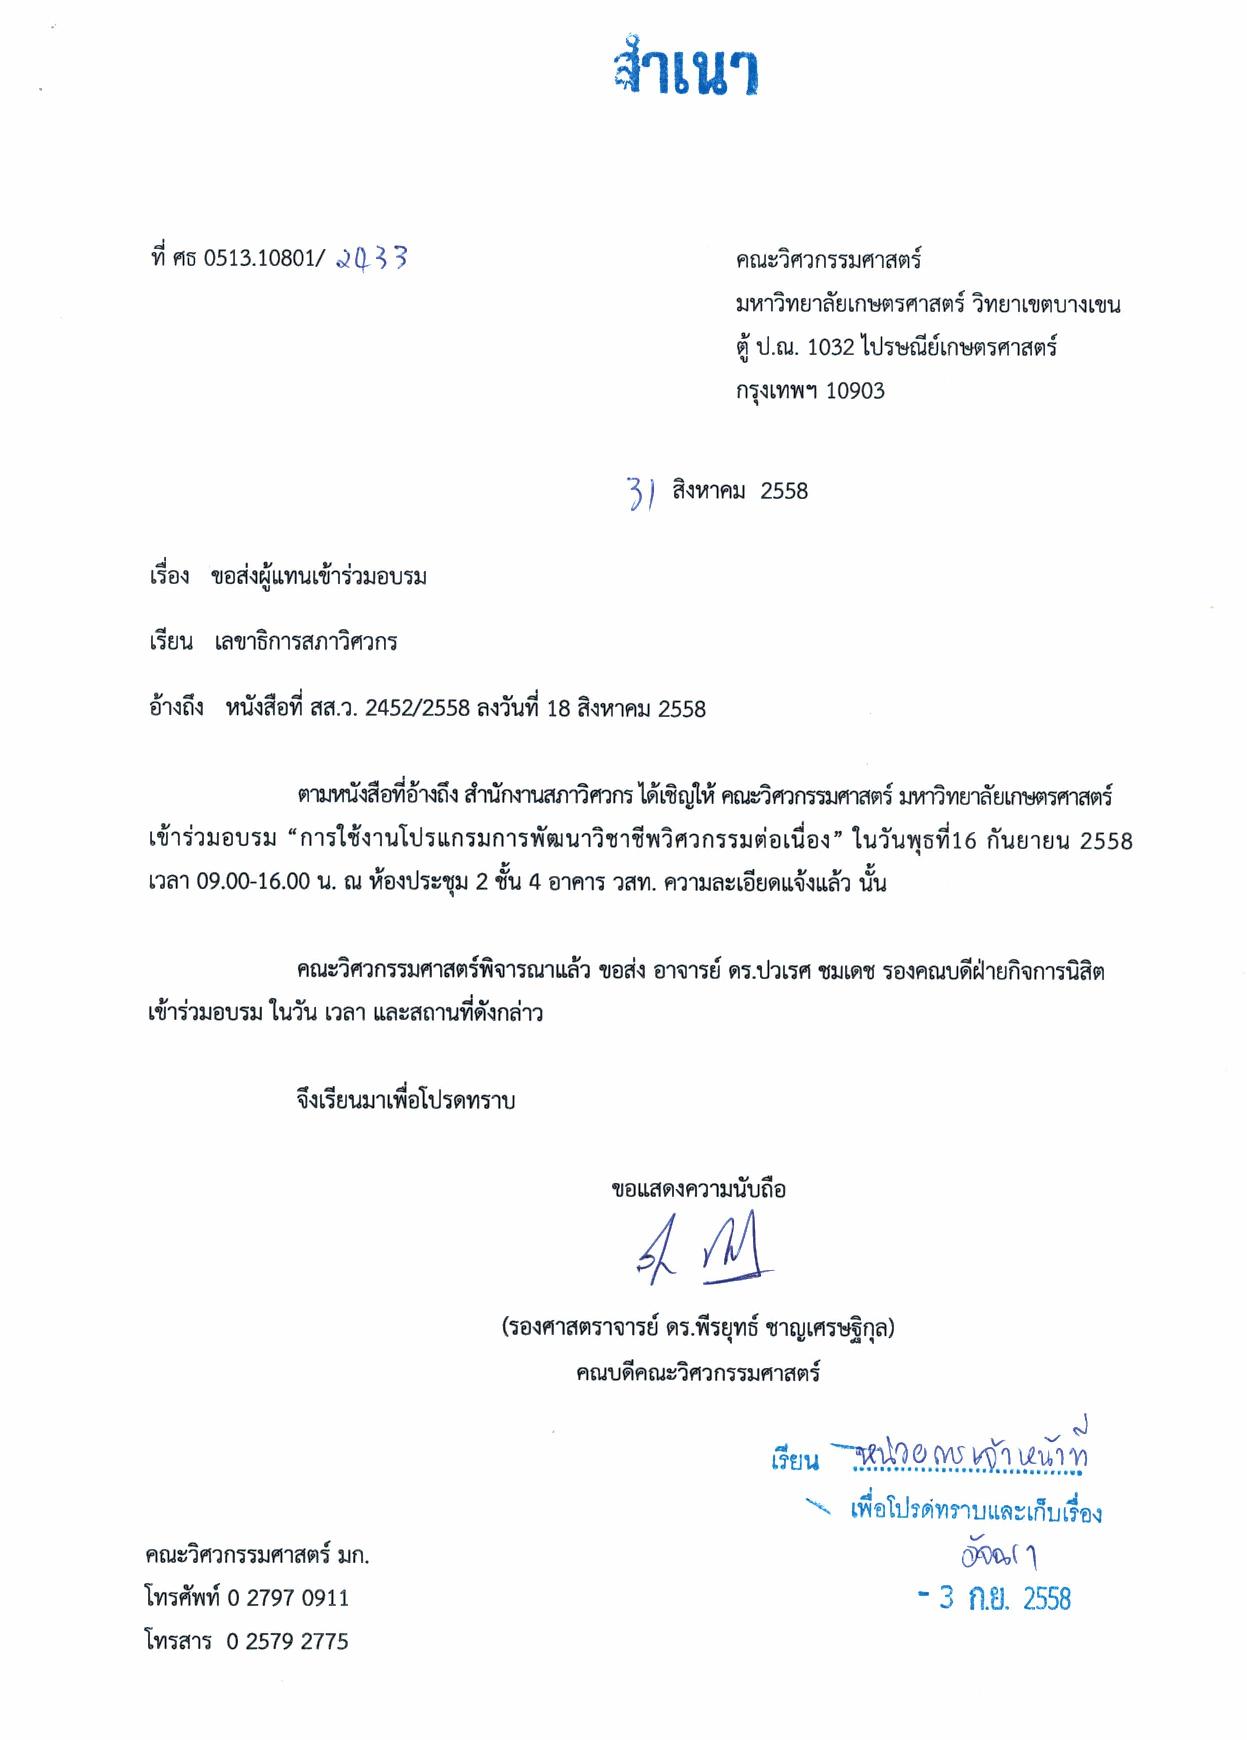 สำเนา
ที่ ศธ 0513.10801/ 2433
คณะวิศวกรรมศาสตร์
มหาวิทยาลัยเกษตรศาสตร์ วิทยาเขตบางเขน
ตู้ ป.ณ. 1032 ไปรษณีย์เกษตรศาสตร์
กรุงเทพฯ 10903
31 สิงหาคม 2558
เรื่อง ขอส่งผู้แทนเข้าร่วมอบรม
เรียน เลขาธิการสภาวิศวกร
อ้างถึง หนังสือที่ สส.ว. 2452/2558 ลงวันที่ 18 สิงหาคม 2558
ตามหนังสือที่อ้างถึง สำนักงานสภาวิศวกร ได้เชิญให้ คณะวิศวกรรมศาสตร์ มหาวิทยาลัยเกษตรศาสตร์
เข้าร่วมอบรม “การใช้งานโปรแกรมการพัฒนาวิชาชีพวิศวกรรมต่อเนื่อง” ในวันพุธที่16 กันยายน 2558
เวลา 09.00-16.00 น. ณ ห้องประชุม 2 ชั้น 4 อาคาร วสท. ความละเอียดแจ้งแล้ว นั้น
คณะวิศวกรรมศาสตร์พิจารณาแล้ว ขอส่ง อาจารย์ ดร.ปวเรศ ชมเดช รองคณบดีฝ่ายกิจการนิสิต
เข้าร่วมอบรม ในวัน เวลา และสถานที่ดังกล่าว
จึงเรียนมาเพื่อโปรดทราบ
ขอแสดงความนับถือ
(รองศาสตราจารย์ ดร.พีรยุทธ์ ชาญเศรษฐิกุล)
คณบดีคณะวิศวกรรมศาสตร์
เรียน หน่วยการเจ้าหน้าที่
เพื่อโปรดทราบและเก็บเรื่อง
- 3 ก.ย. 2558
คณะวิศวกรรมศาสตร์ มก.
โทรศัพท์ 0 2797 0911
โทรสาร 0 2579 2775